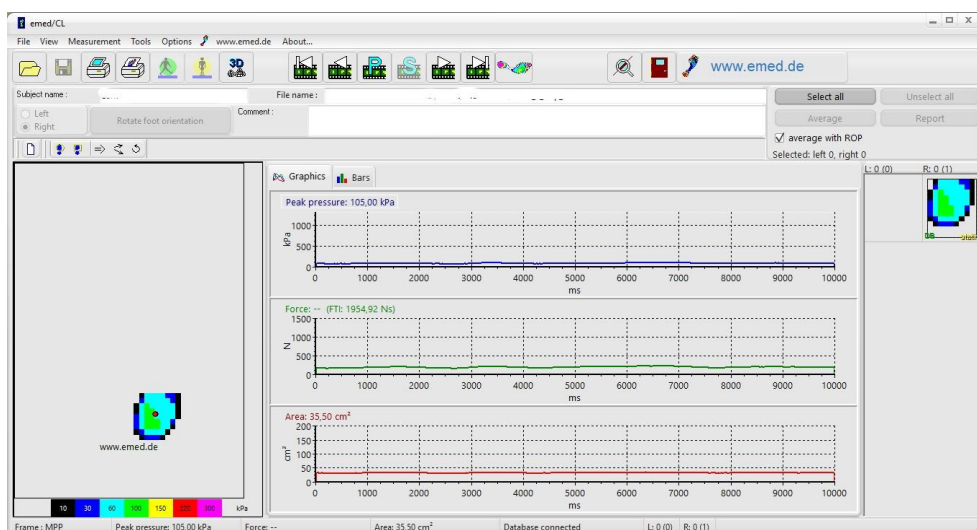 emed/CL
File View Measurement Tools Options www.emed.de About...
3D
P S
www.emed.de
Subject name :
File name :
Select all Unselect all
Left
Right
Rotate foot orientation
Comment :
Average Report
average with ROP
Selected: left 0, right 0
L: 0 (0) R: 0 (1)
Graphics Bars
Peak pressure: 105,00 kPa
1000
500
0
kPa
0 1000 2000 3000 4000 5000 6000 7000 8000 9000 10000
ms
Force: -- (FTI: 1954,92 Ns)
1500
1000
500
0
N
0 1000 2000 3000 4000 5000 6000 7000 8000 9000 10000
ms
Area: 35,50 cm²
200
150
100
50
0
cm²
0 1000 2000 3000 4000 5000 6000 7000 8000 9000 10000
ms
www.emed.de
10 30 60 100 150 220 300 kPa
Frame : MPP Peak pressure: 105,00 kPa Force: -- Area: 35,50 cm² Database connected L: 0 (0) R: 0 (1)